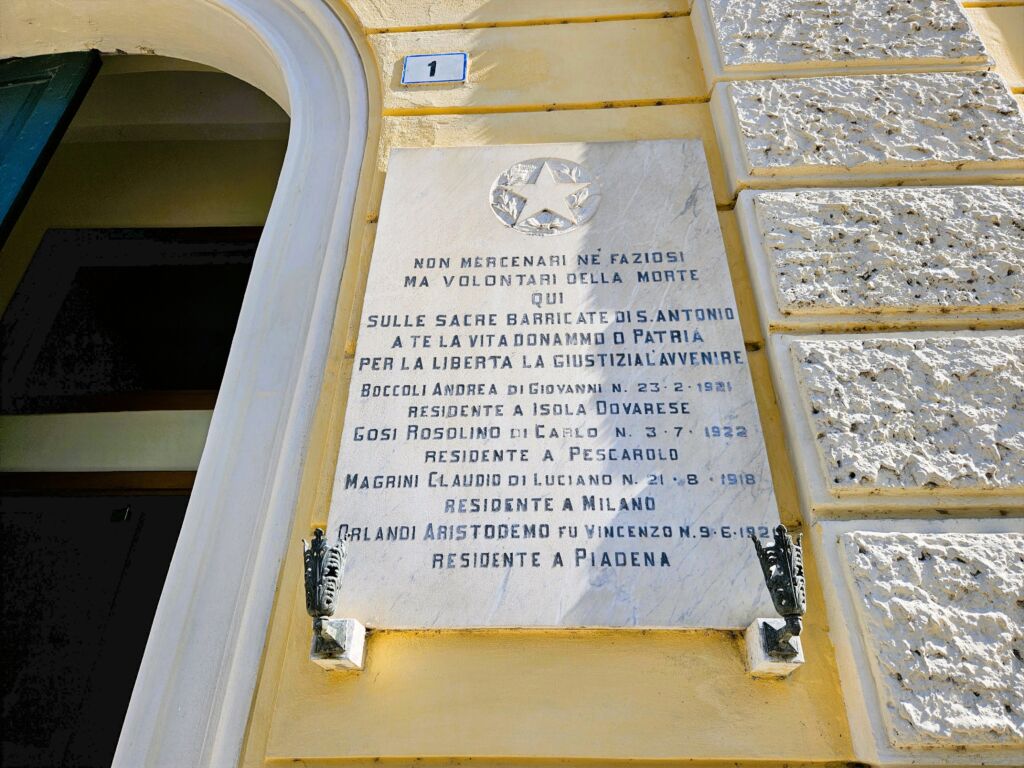 1
NON MERCENARI NE' FAZIOSI
MA VOLONTARI DELLA MORTE
QUI
SULLE SACRE BARRICATE DI S. ANTONIO
A TE LA VITA DONAMMO O PATRIA
PER LA LIBERTA LA GIUSTIZIA L'AVVENIRE
BOCCOLI ANDREA DI GIOVANNI N. 23·2·1921
RESIDENTE A ISOLA DOVARESE
GOSI ROSOLINO DI CARLO N. 3·7·1922
RESIDENTE A PESCAROLO
MAGRINI CLAUDIO DI LUCIANO N. 21·8·1918
RESIDENTE A MILANO
ORLANDI ARISTODEMO FU VINCENZO N. 9·6·
RESIDENTE A PIADENA